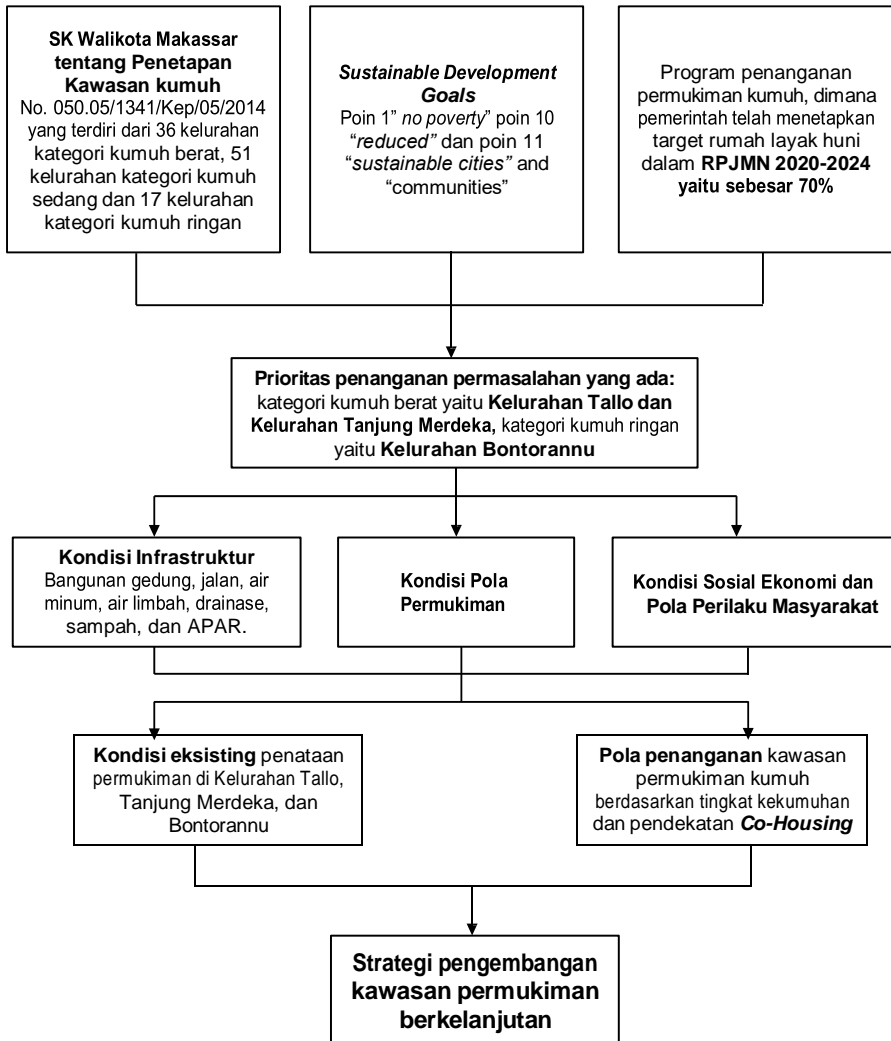 SK Walikota Makassar
tentang Penetapan
Kawasan kumuh
No. 050.05/1341/Kep/05/2014
yang terdiri dari 36 kelurahan
kategori kumuh berat, 51
kelurahan kategori kumuh
sedang dan 17 kelurahan
kategori kumuh ringan
Sustainable Development
Goals
Poin 1” no poverty” poin 10
“reduced” dan poin 11
“sustainable cities” and
“communities”
Program penanganan
permukiman kumuh, dimana
pemerintah telah menetapkan
target rumah layak huni
dalam RPJMN 2020-2024
yaitu sebesar 70%
Prioritas penanganan permasalahan yang ada:
kategori kumuh berat yaitu Kelurahan Tallo dan
Kelurahan Tanjung Merdeka, kategori kumuh ringan
yaitu Kelurahan Bontorannu
Kondisi Infrastruktur
Bangunan gedung, jalan, air
minum, air limbah, drainase,
sampah, dan APAR.
Kondisi Pola
Permukiman
Kondisi Sosial Ekonomi dan
Pola Perilaku Masyarakat
Kondisi eksisting penataan
permukiman di Kelurahan Tallo,
Tanjung Merdeka, dan
Bontorannu
Pola penanganan kawasan
permukiman kumuh
berdasarkan tingkat kekumuhan
dan pendekatan Co-Housing
Strategi pengembangan
kawasan permukiman
berkelanjutan